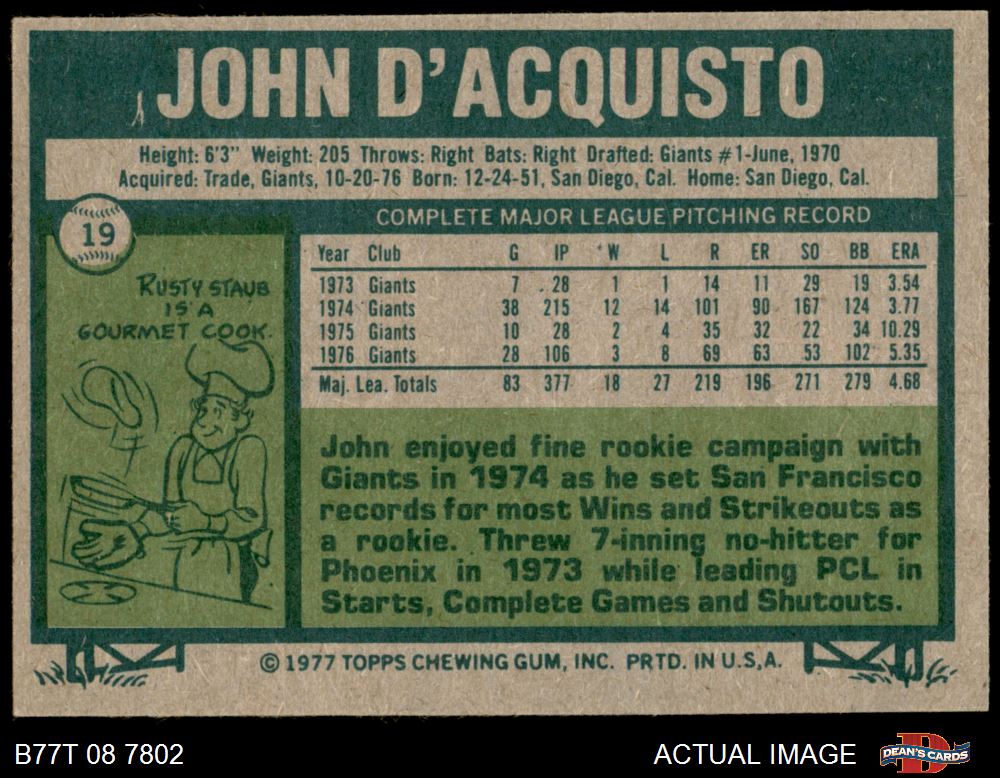 JOHN D'ACQUISTO
Height: 6'3" Weight: 205 Throws: Right Bats: Right Drafted: Giants #1-June, 1970
Acquired: Trade, Giants, 10-20-76 Born: 12-24-51, San Diego, Cal. Home: San Diego, Cal.
19
COMPLETE MAJOR LEAGUE PITCHING RECORD
Year Club G IP W L R ER SO BB ERA
1973 Giants 7 28 1 1 14 11 29 19 3.54
1974 Giants 38 215 12 14 101 90 167 124 3.77
1975 Giants 10 28 2 4 35 32 22 34 10.29
1976 Giants 28 106 3 8 69 63 53 102 5.35
Maj. Lea. Totals 83 377 18 27 219 196 271 279 4.68
RUSTY STAUB
IS A
GOURMET COOK.
John enjoyed fine rookie campaign with
Giants in 1974 as he set San Francisco
records for most Wins and Strikeouts as
a rookie. Threw 7-inning no-hitter for
Phoenix in 1973 while leading PCL in
Starts, Complete Games and Shutouts.
© 1977 TOPPS CHEWING GUM, INC. PRTD. IN U.S.A.
B77T 08 7802
ACTUAL IMAGE
DEAN'S CARDS